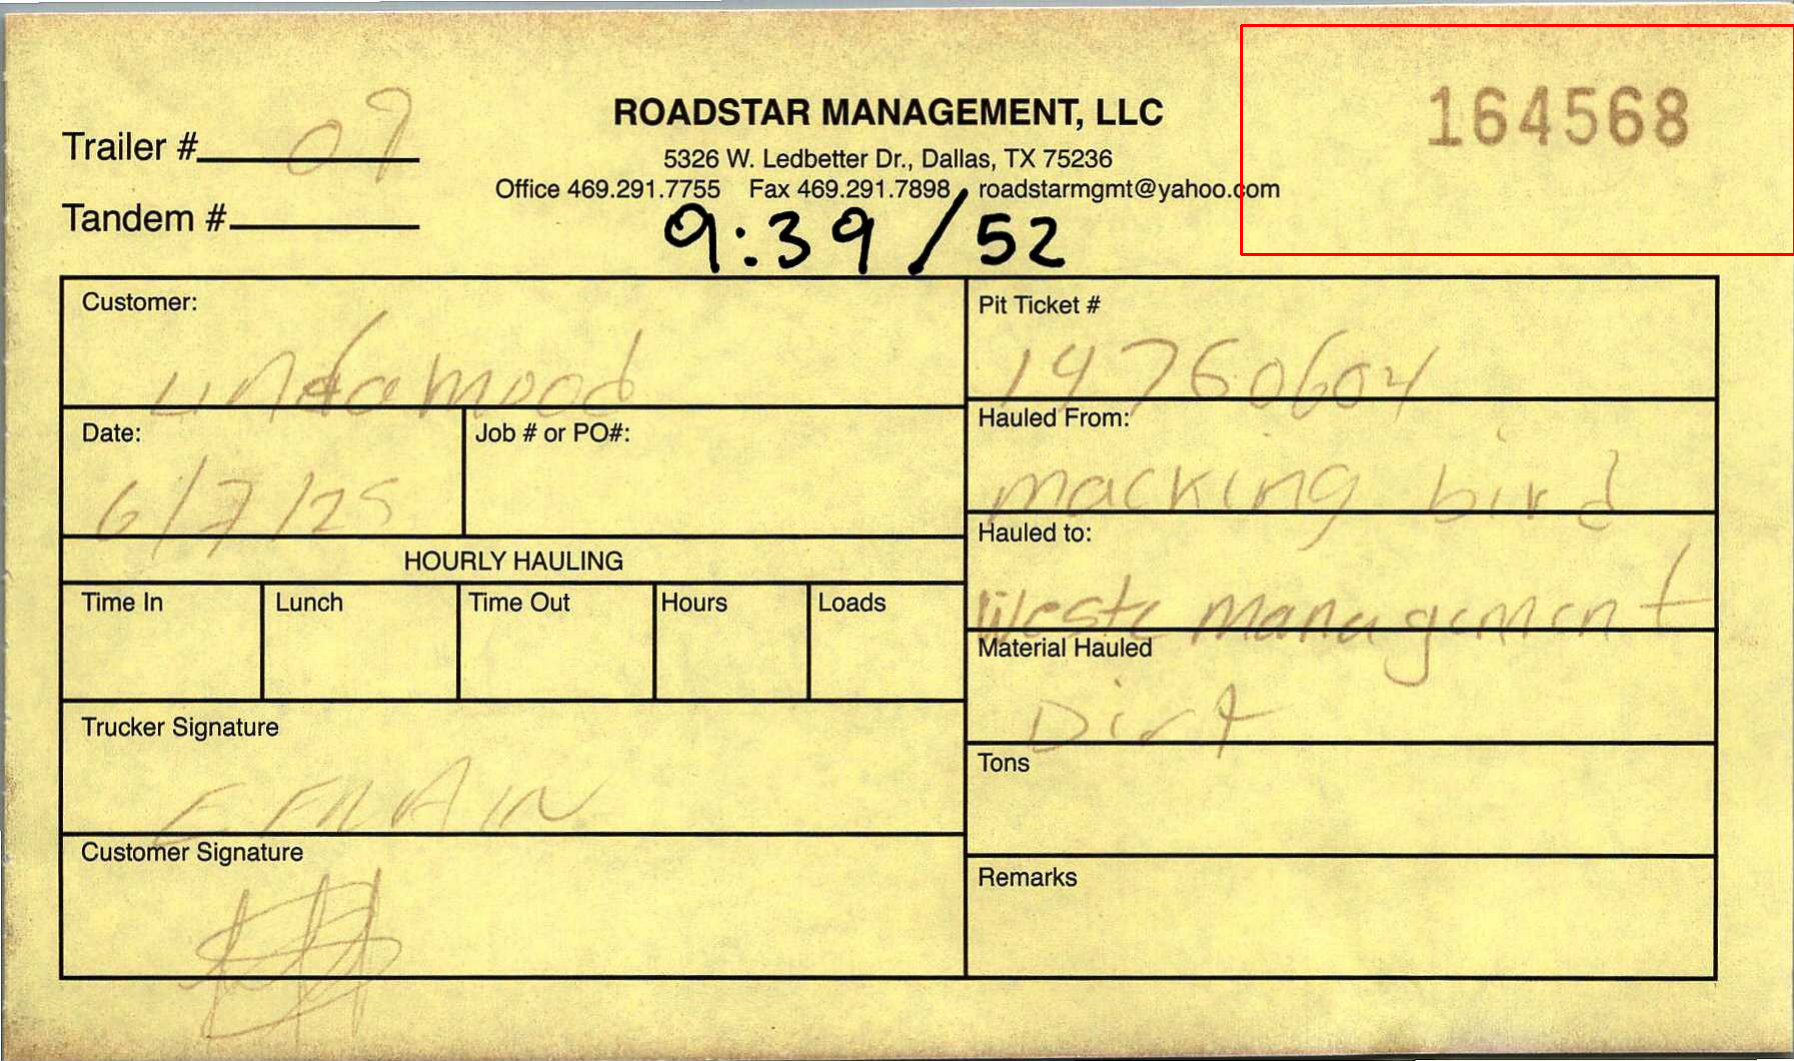 164568
ROADSTAR MANAGEMENT, LLC
Trailer # 09
5326 W. Ledbetter Dr., Dallas, TX 75236
Office 469.291.7755 Fax 469.291.7898 roadstarmgmt@yahoo.com
Tandem #
9:39 / 52
Customer:
Pit Ticket #
14760604
Hauled From:
macking bird
Date:
6/7/25
Job # or PO#:
Hauled to:
Weste management
HOURLY HAULING
Time In Lunch Time Out Hours Loads
Material Hauled
Dirt
Trucker Signature
EFRAIN
Tons
Customer Signature
Remarks